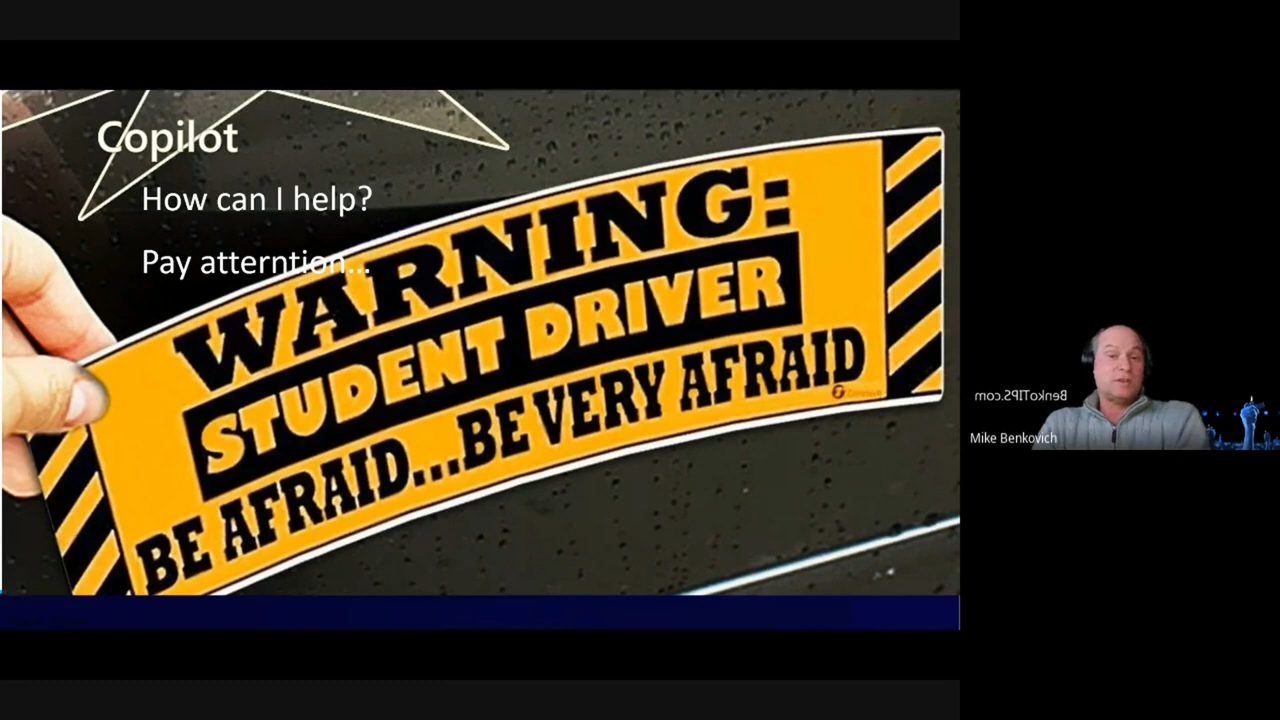 Copilot
How can I help?
Pay atterntion...
WARNING:
STUDENT DRIVER
BE AFRAID...BE VERY AFRAID
BenkoTIPS.com
Mike Benkovich